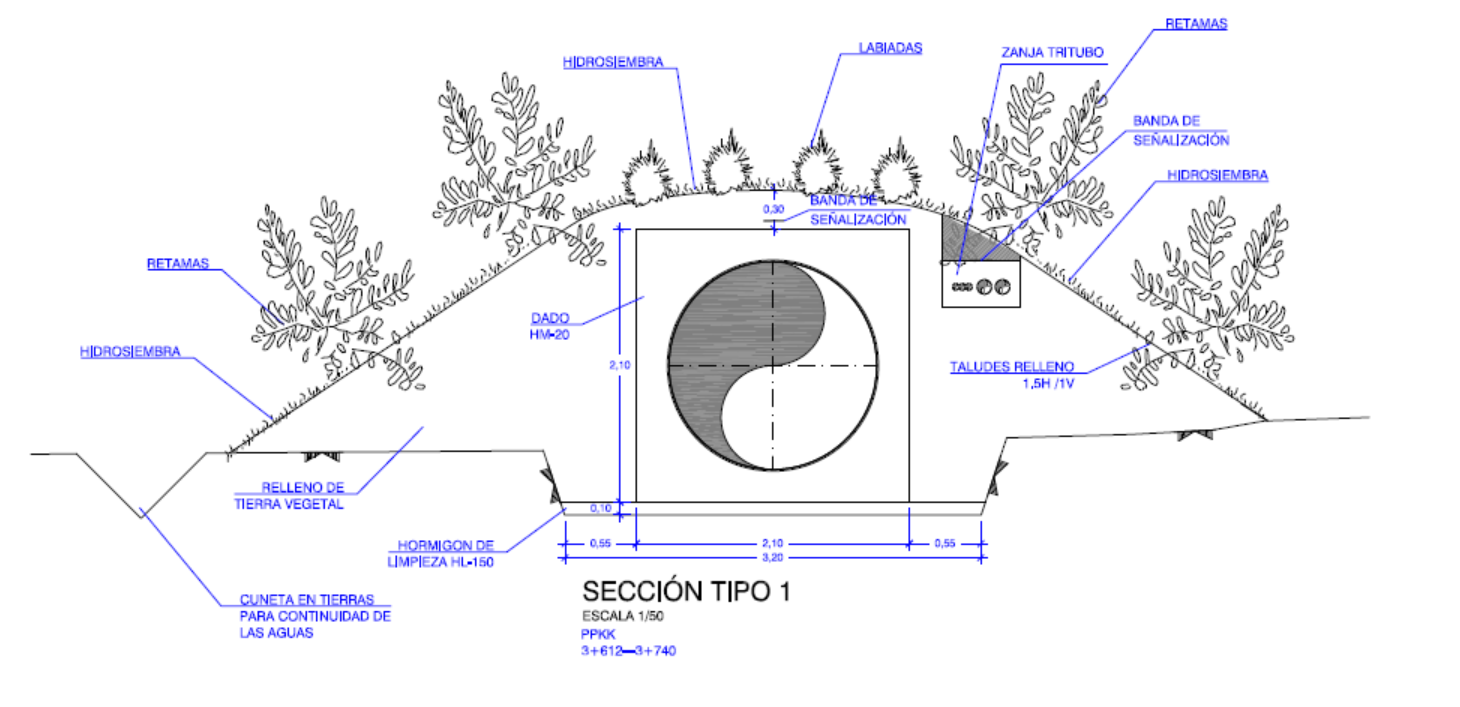 RETAMAS
LABIADAS
ZANJA TRITUBO
HIDROSIEMBRA
BANDA DE
SEÑALIZACIÓN
HIDROSIEMBRA
BANDA DE
SEÑALIZACIÓN
0,30
RETAMAS
DADO
HM-20
HIDROSIEMBRA
2,10
TALUDES RELLENO
1,5H /1V
RELLENO DE
TIERRA VEGETAL
0,10
HORMIGON DE
LIMPIEZA HL-150
0,55
2,10
0,55
3,20
SECCIÓN TIPO 1
ESCALA 1/50
PPKK
3+612—3+740
CUNETA EN TIERRAS
PARA CONTINUIDAD DE
LAS AGUAS